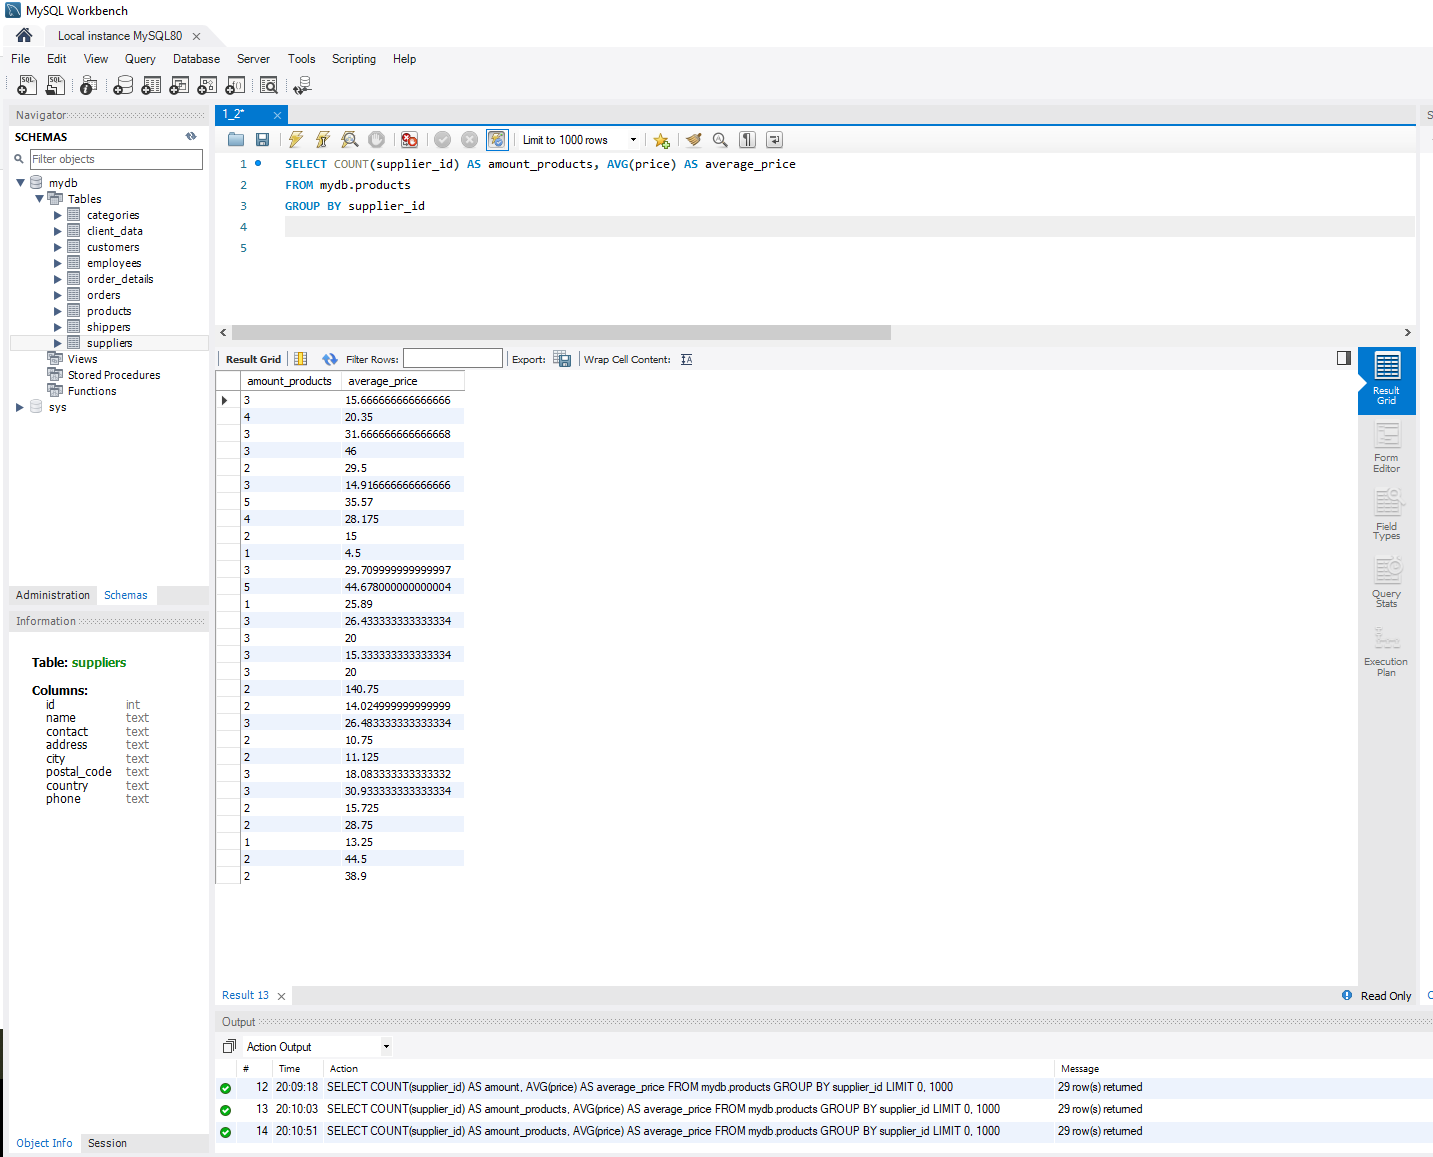 MySQL Workbench
Local instance MySQL80
File Edit View Query Database Server Tools Scripting Help
Navigator
SCHEMAS
Filter objects
mydb
Tables
categories
client_data
customers
employees
order_details
orders
products
shippers
suppliers
Views
Stored Procedures
Functions
sys
Administration Schemas
Information
Table: suppliers
Columns:
id int
name text
contact text
address text
city text
postal_code text
country text
phone text
Object Info Session
1_2*
Limit to 1000 rows
1 SELECT COUNT(supplier_id) AS amount_products, AVG(price) AS average_price
2 FROM mydb.products
3 GROUP BY supplier_id
4
5
Result Grid Filter Rows: Export: Wrap Cell Content:
amount_products average_price
3 15.666666666666666
4 20.35
3 31.666666666666668
3 46
2 29.5
3 14.916666666666666
5 35.57
4 28.175
2 15
1 4.5
3 29.709999999999997
5 44.678000000000004
1 25.89
3 26.433333333333334
3 20
3 15.333333333333334
3 20
2 140.75
2 14.024999999999999
3 26.483333333333334
2 10.75
2 11.125
3 18.083333333333332
3 30.933333333333334
2 15.725
2 28.75
1 13.25
2 44.5
2 38.9
Result Grid
Form Editor
Field Types
Query Stats
Execution Plan
Result 13
Read Only
Output
Action Output
# Time Action Message
12 20:09:18 SELECT COUNT(supplier_id) AS amount, AVG(price) AS average_price FROM mydb.products GROUP BY supplier_id LIMIT 0, 1000 29 row(s) returned
13 20:10:03 SELECT COUNT(supplier_id) AS amount_products, AVG(price) AS average_price FROM mydb.products GROUP BY supplier_id LIMIT 0, 1000 29 row(s) returned
14 20:10:51 SELECT COUNT(supplier_id) AS amount_products, AVG(price) AS average_price FROM mydb.products GROUP BY supplier_id LIMIT 0, 1000 29 row(s) returned